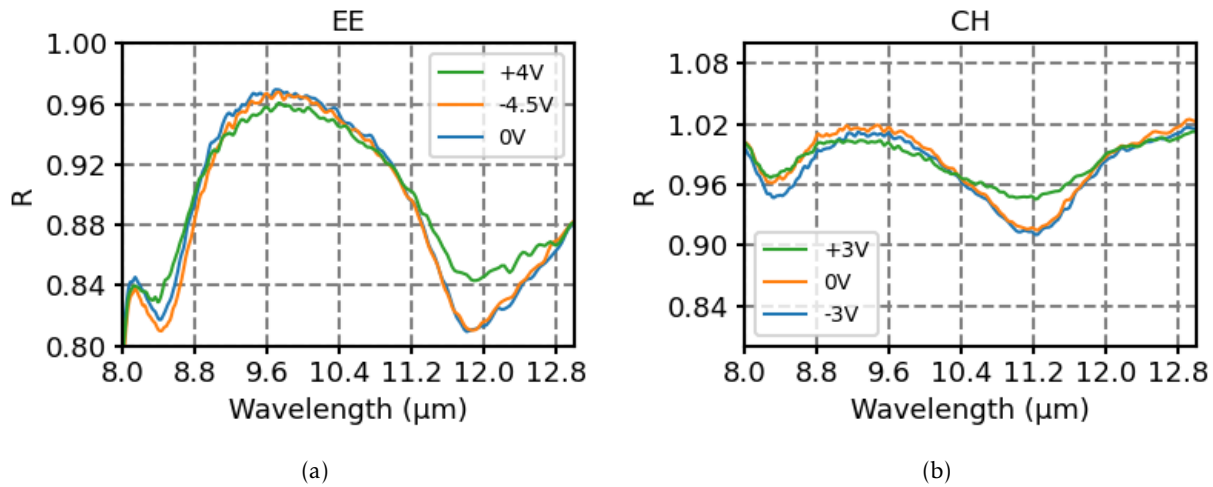 EE
1.00
0.96
0.92
0.88
0.84
0.80
R
+4V
-4.5V
0V
8.0 8.8 9.6 10.4 11.2 12.0 12.8
Wavelength (μm)
(a)
CH
1.08
1.02
0.96
0.90
0.84
R
+3V
0V
-3V
8.0 8.8 9.6 10.4 11.2 12.0 12.8
Wavelength (μm)
(b)